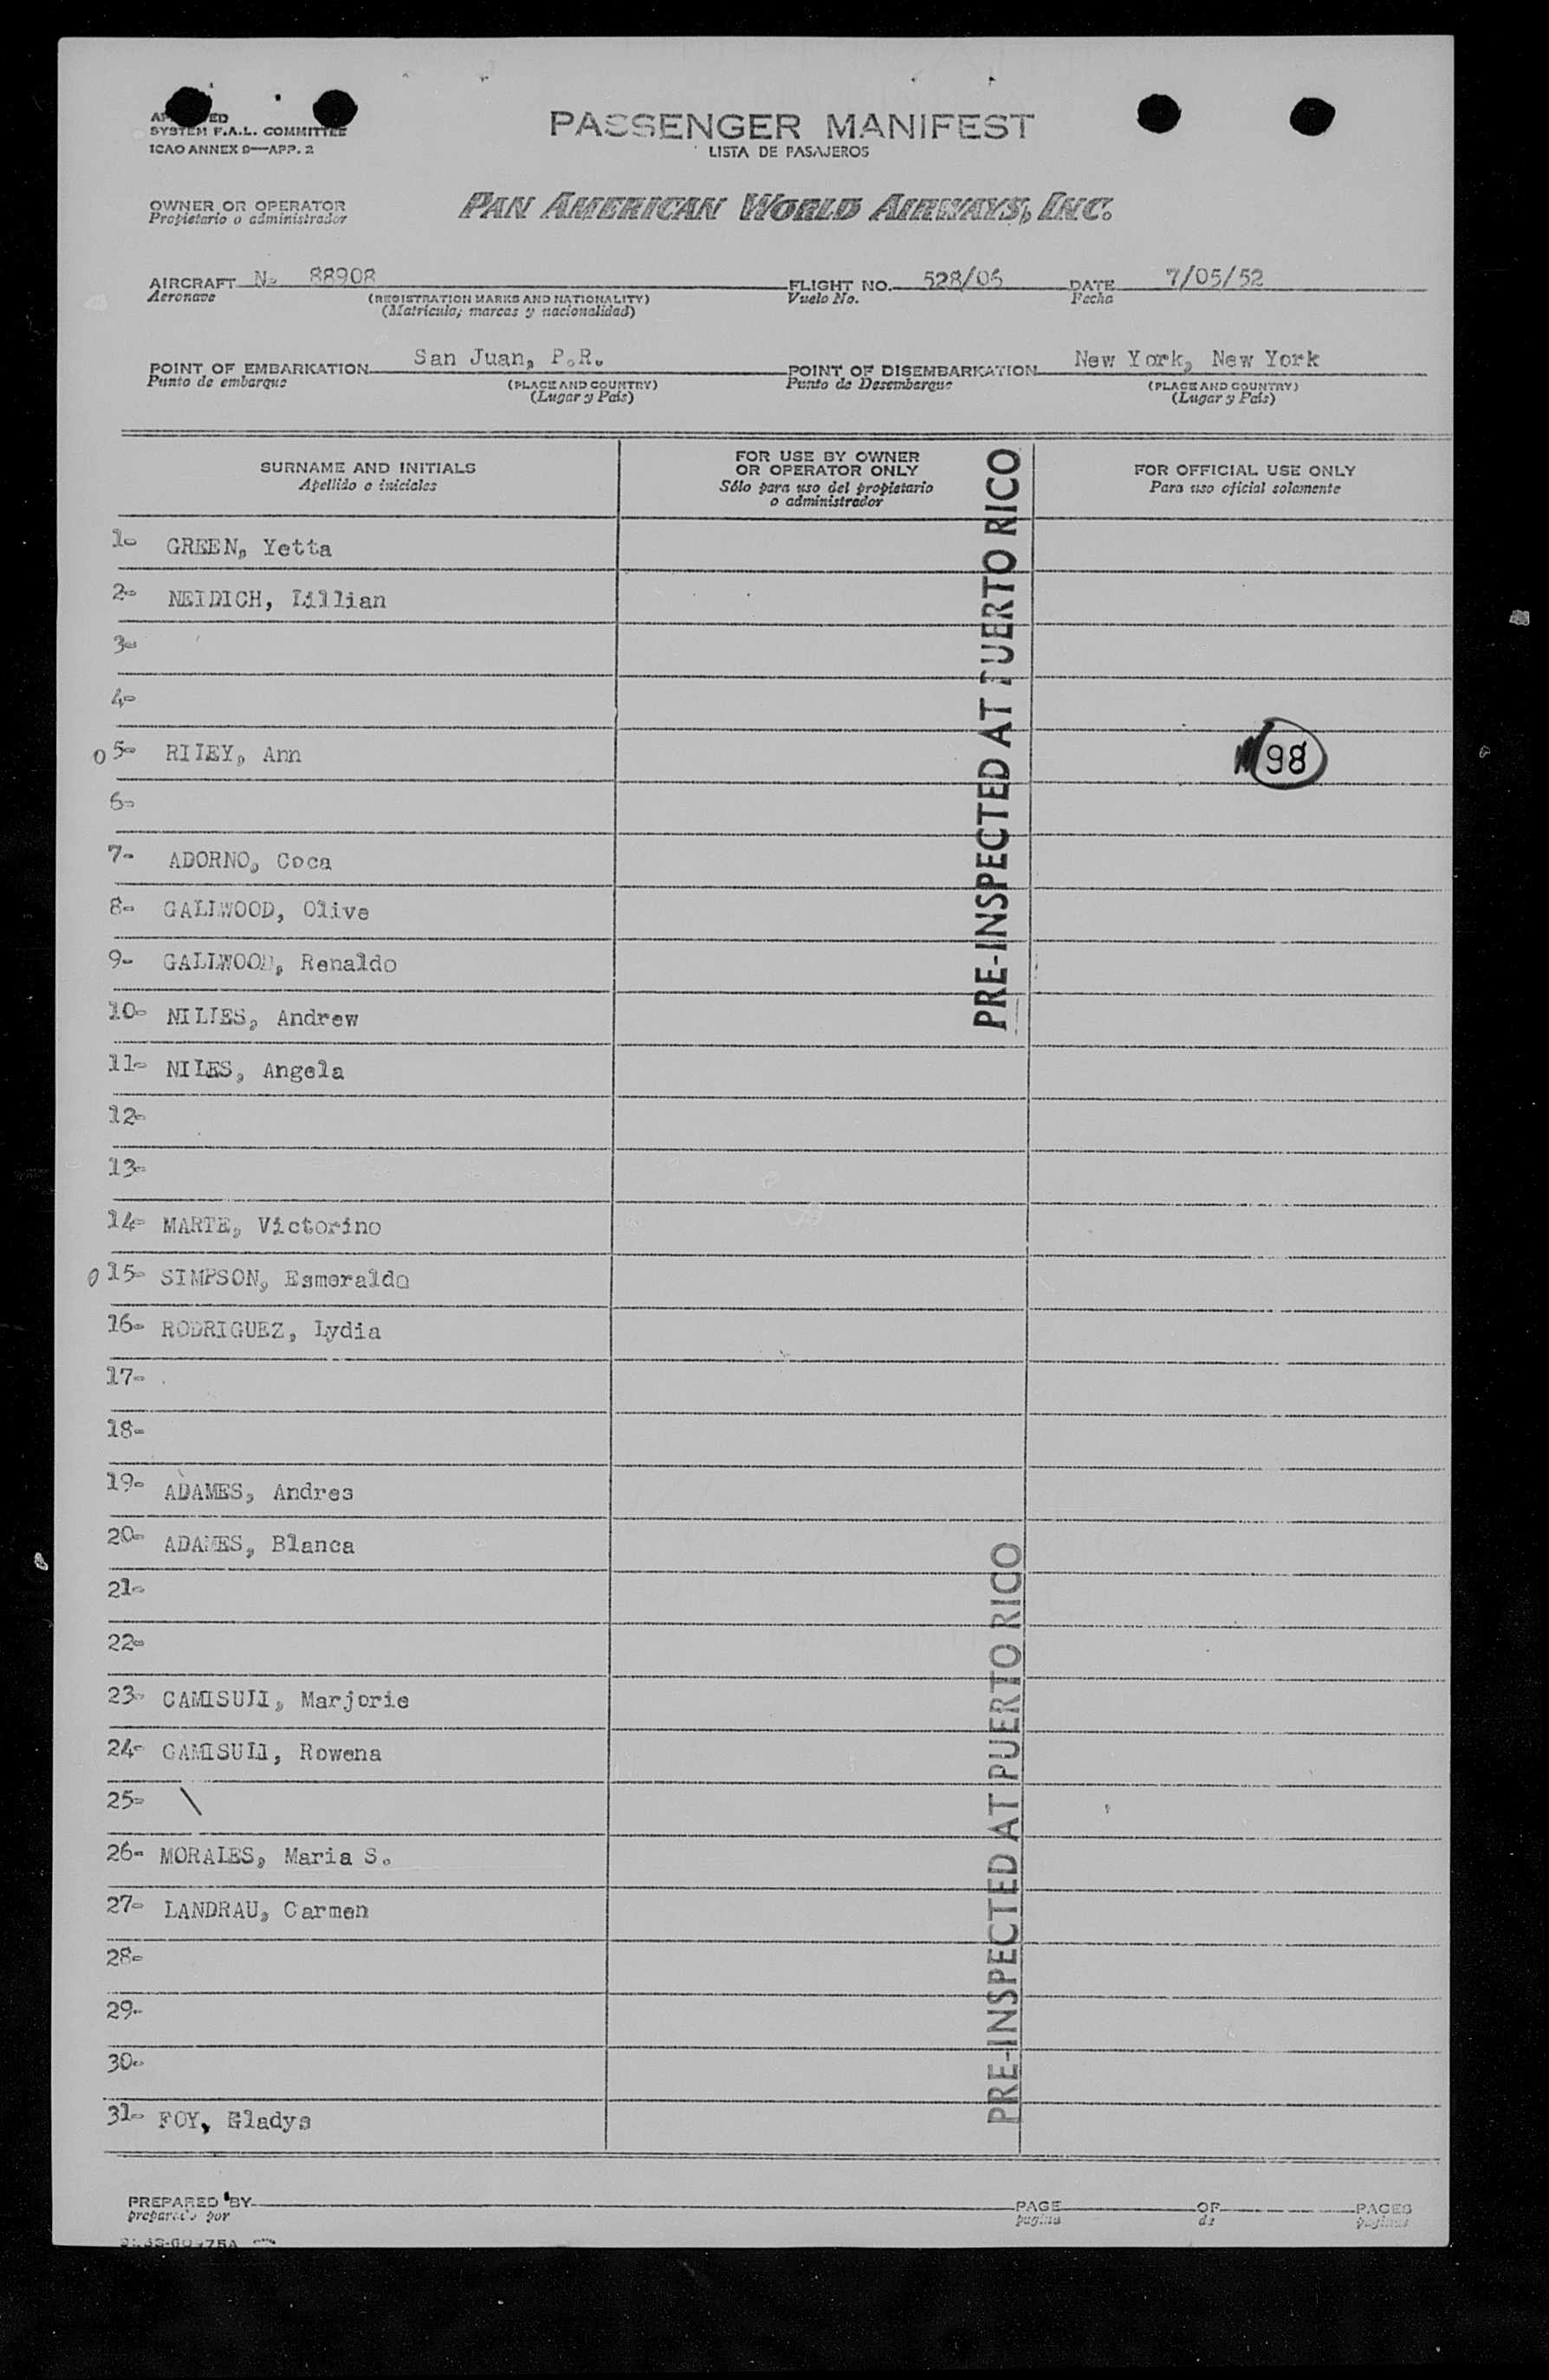 PASSENGER MANIFEST
LISTA DE PASAJEROS
SYSTEM F.A.L. COMMITTEE
ICAO ANNEX 9—APP. 2
OWNER OR OPERATOR
Propietario o administrador
PAN AMERICAN WORLD AIRWAYS, INC.
AIRCRAFT N- 88908 FLIGHT NO. 528/05 DATE 7/05/52
Aeronave (REGISTRATION MARKS AND NATIONALITY) Vuelo No. Fecha
(Matrícula; marcas y nacionalidad)
POINT OF EMBARKATION San Juan, P.R. POINT OF DISEMBARKATION New York, New York
Punto de embarque (PLACE AND COUNTRY) Punto de Desembarque (PLACE AND COUNTRY)
(Lugar y País) (Lugar y País)
SURNAME AND INITIALS
Apellido e iniciales
FOR USE BY OWNER
OR OPERATOR ONLY
Sólo para uso del propietario
o administrador
FOR OFFICIAL USE ONLY
Para uso oficial solamente
1- GREEN, Yetta
2- NEIDICH, Lillian
3-
4-
0 5- RILEY, Ann
98
6-
7- ADORNO, Coca
8- GALLWOOD, Olive
9- GALLWOOD, Renaldo
10- NILLES, Andrew
11- NILES, Angela
12-
13-
14- MARTE, Victorino
0 15- SIMPSON, Esmeralda
16- RODRIGUEZ, Lydia
17-
18-
19- ADAMES, Andres
20- ADAMES, Blanca
21-
22-
23- CAMISULI, Marjorie
24- CAMISULI, Rowena
25- \
26- MORALES, Maria S.
27- LANDRAU, Carmen
28-
29-
30-
31- FOY, Gladys
PRE-INSPECTED AT PUERTO RICO
PRE-INSPECTED AT PUERTO RICO
PREPARED BY PAGE OF PAGES
preparado por pagina de paginas